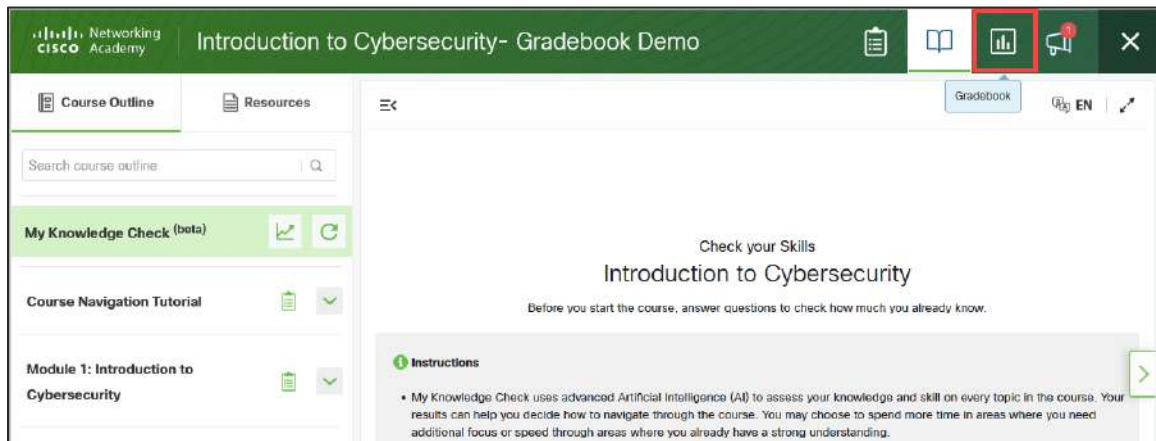 Networking
CISCO Academy
Introduction to Cybersecurity- Gradebook Demo
1
Course Outline
Resources
Gradebook
EN
Search course outline
My Knowledge Check (beta)
Check your Skills
Introduction to Cybersecurity
Course Navigation Tutorial
Before you start the course, answer questions to check how much you already know.
Module 1: Introduction to
Cybersecurity
Instructions
• My Knowledge Check uses advanced Artificial Intelligence (AI) to assess your knowledge and skill on every topic in the course. Your
results can help you decide how to navigate through the course. You may choose to spend more time in areas where you need
additional focus or speed through areas where you already have a strong understanding.